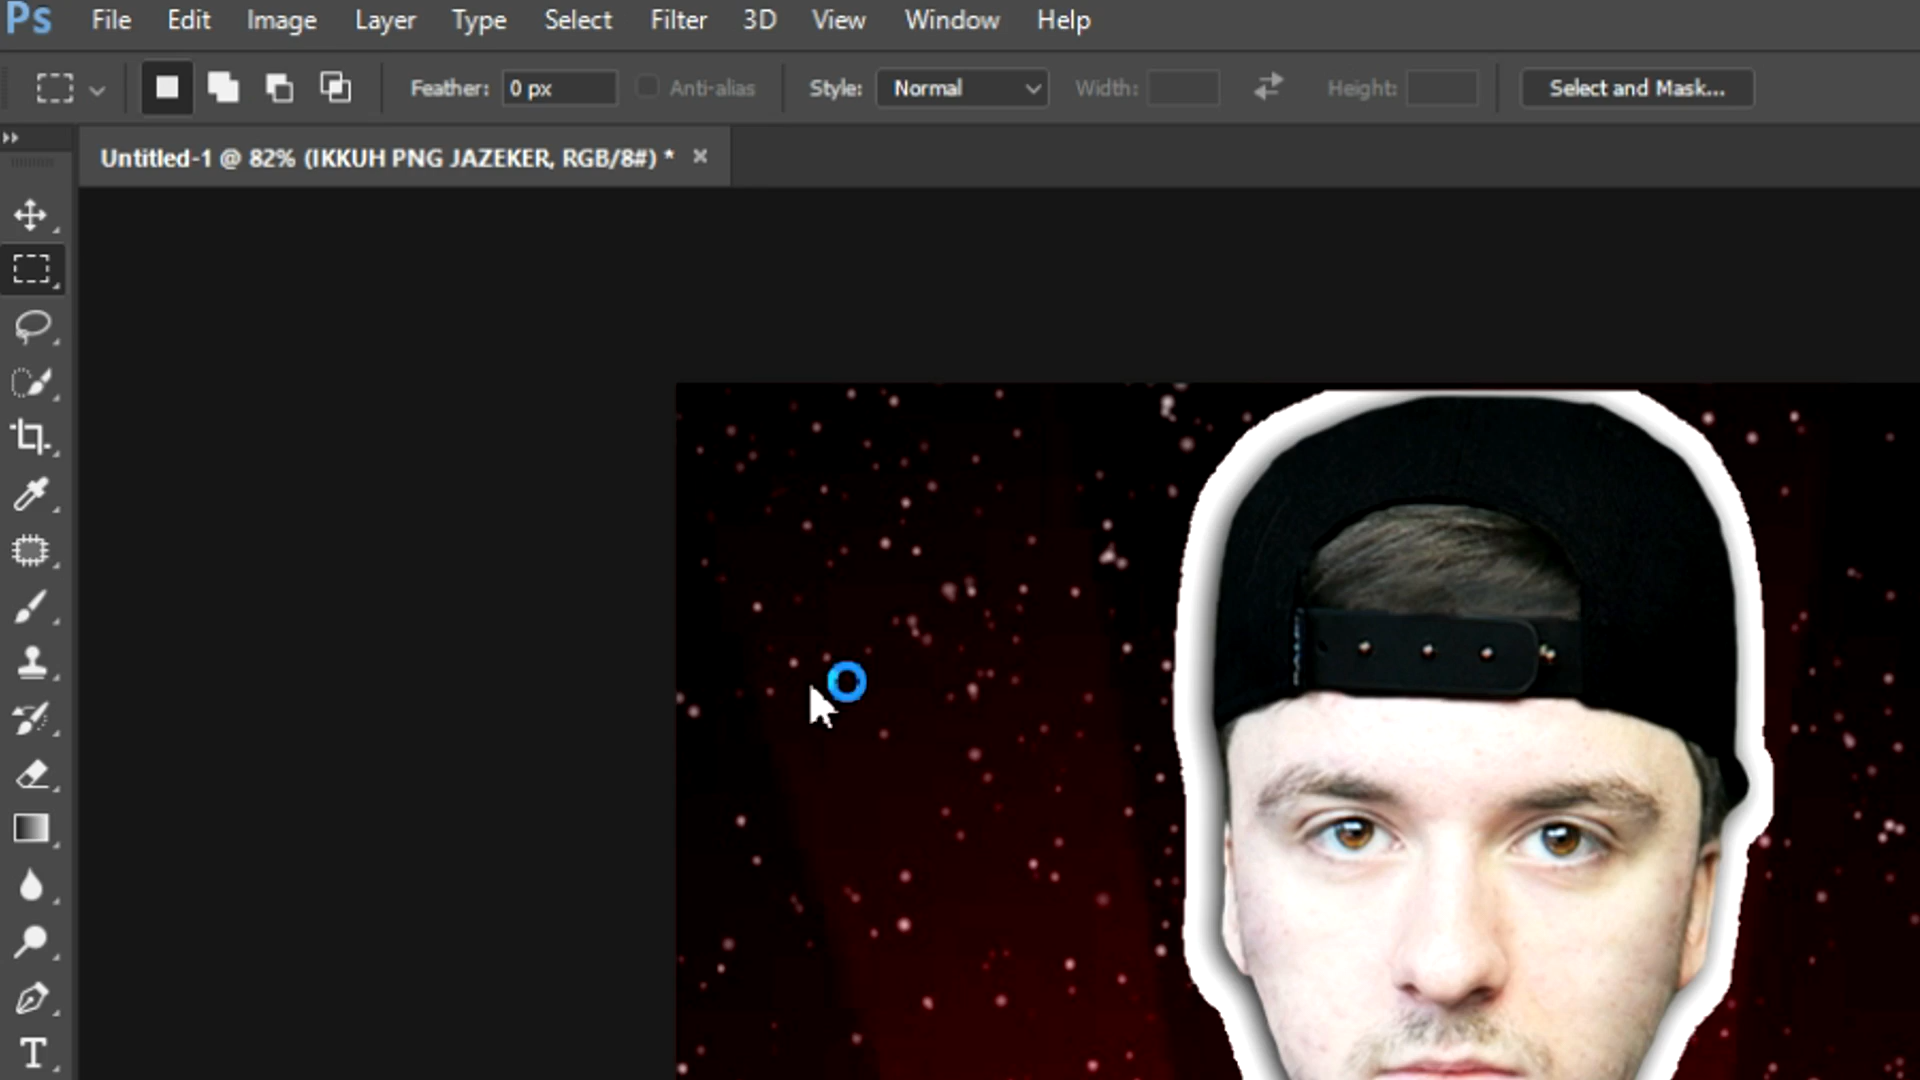 Ps File Edit Image Layer Type Select Filter 3D View Window Help
Feather: 0 px Anti-alias Style: Normal Width: Height: Select and Mask...
Untitled-1 @ 82% (IKKUH PNG JAZEKER, RGB/8#) * ×
T